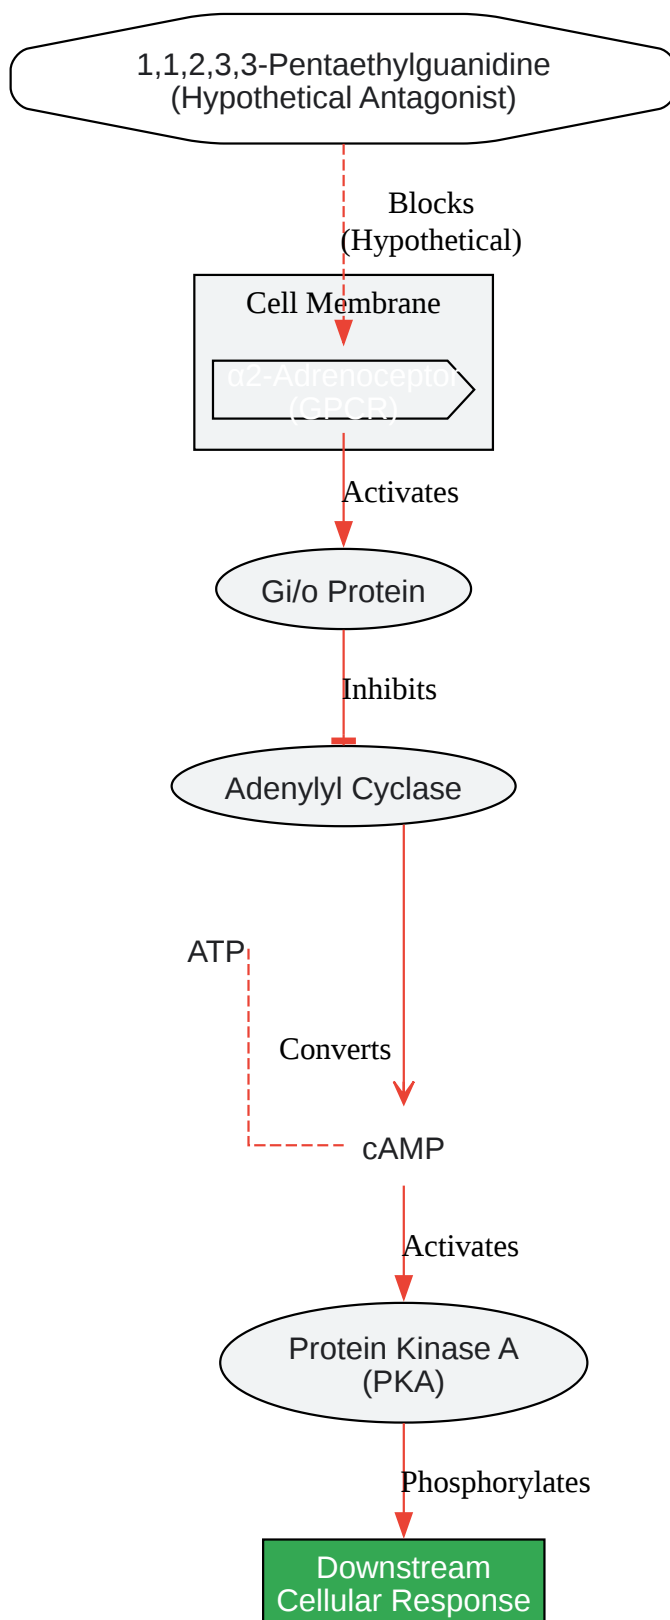 1,1,2,3,3-Pentaethylguanidine
(Hypothetical Antagonist)
Blocks
(Hypothetical)
Cell Membrane
α2-Adrenoceptor
(GPCR)
Activates
Gi/o Protein
Inhibits
Adenylyl Cyclase
ATP
Converts
cAMP
Activates
Protein Kinase A
(PKA)
Phosphorylates
Downstream
Cellular Response